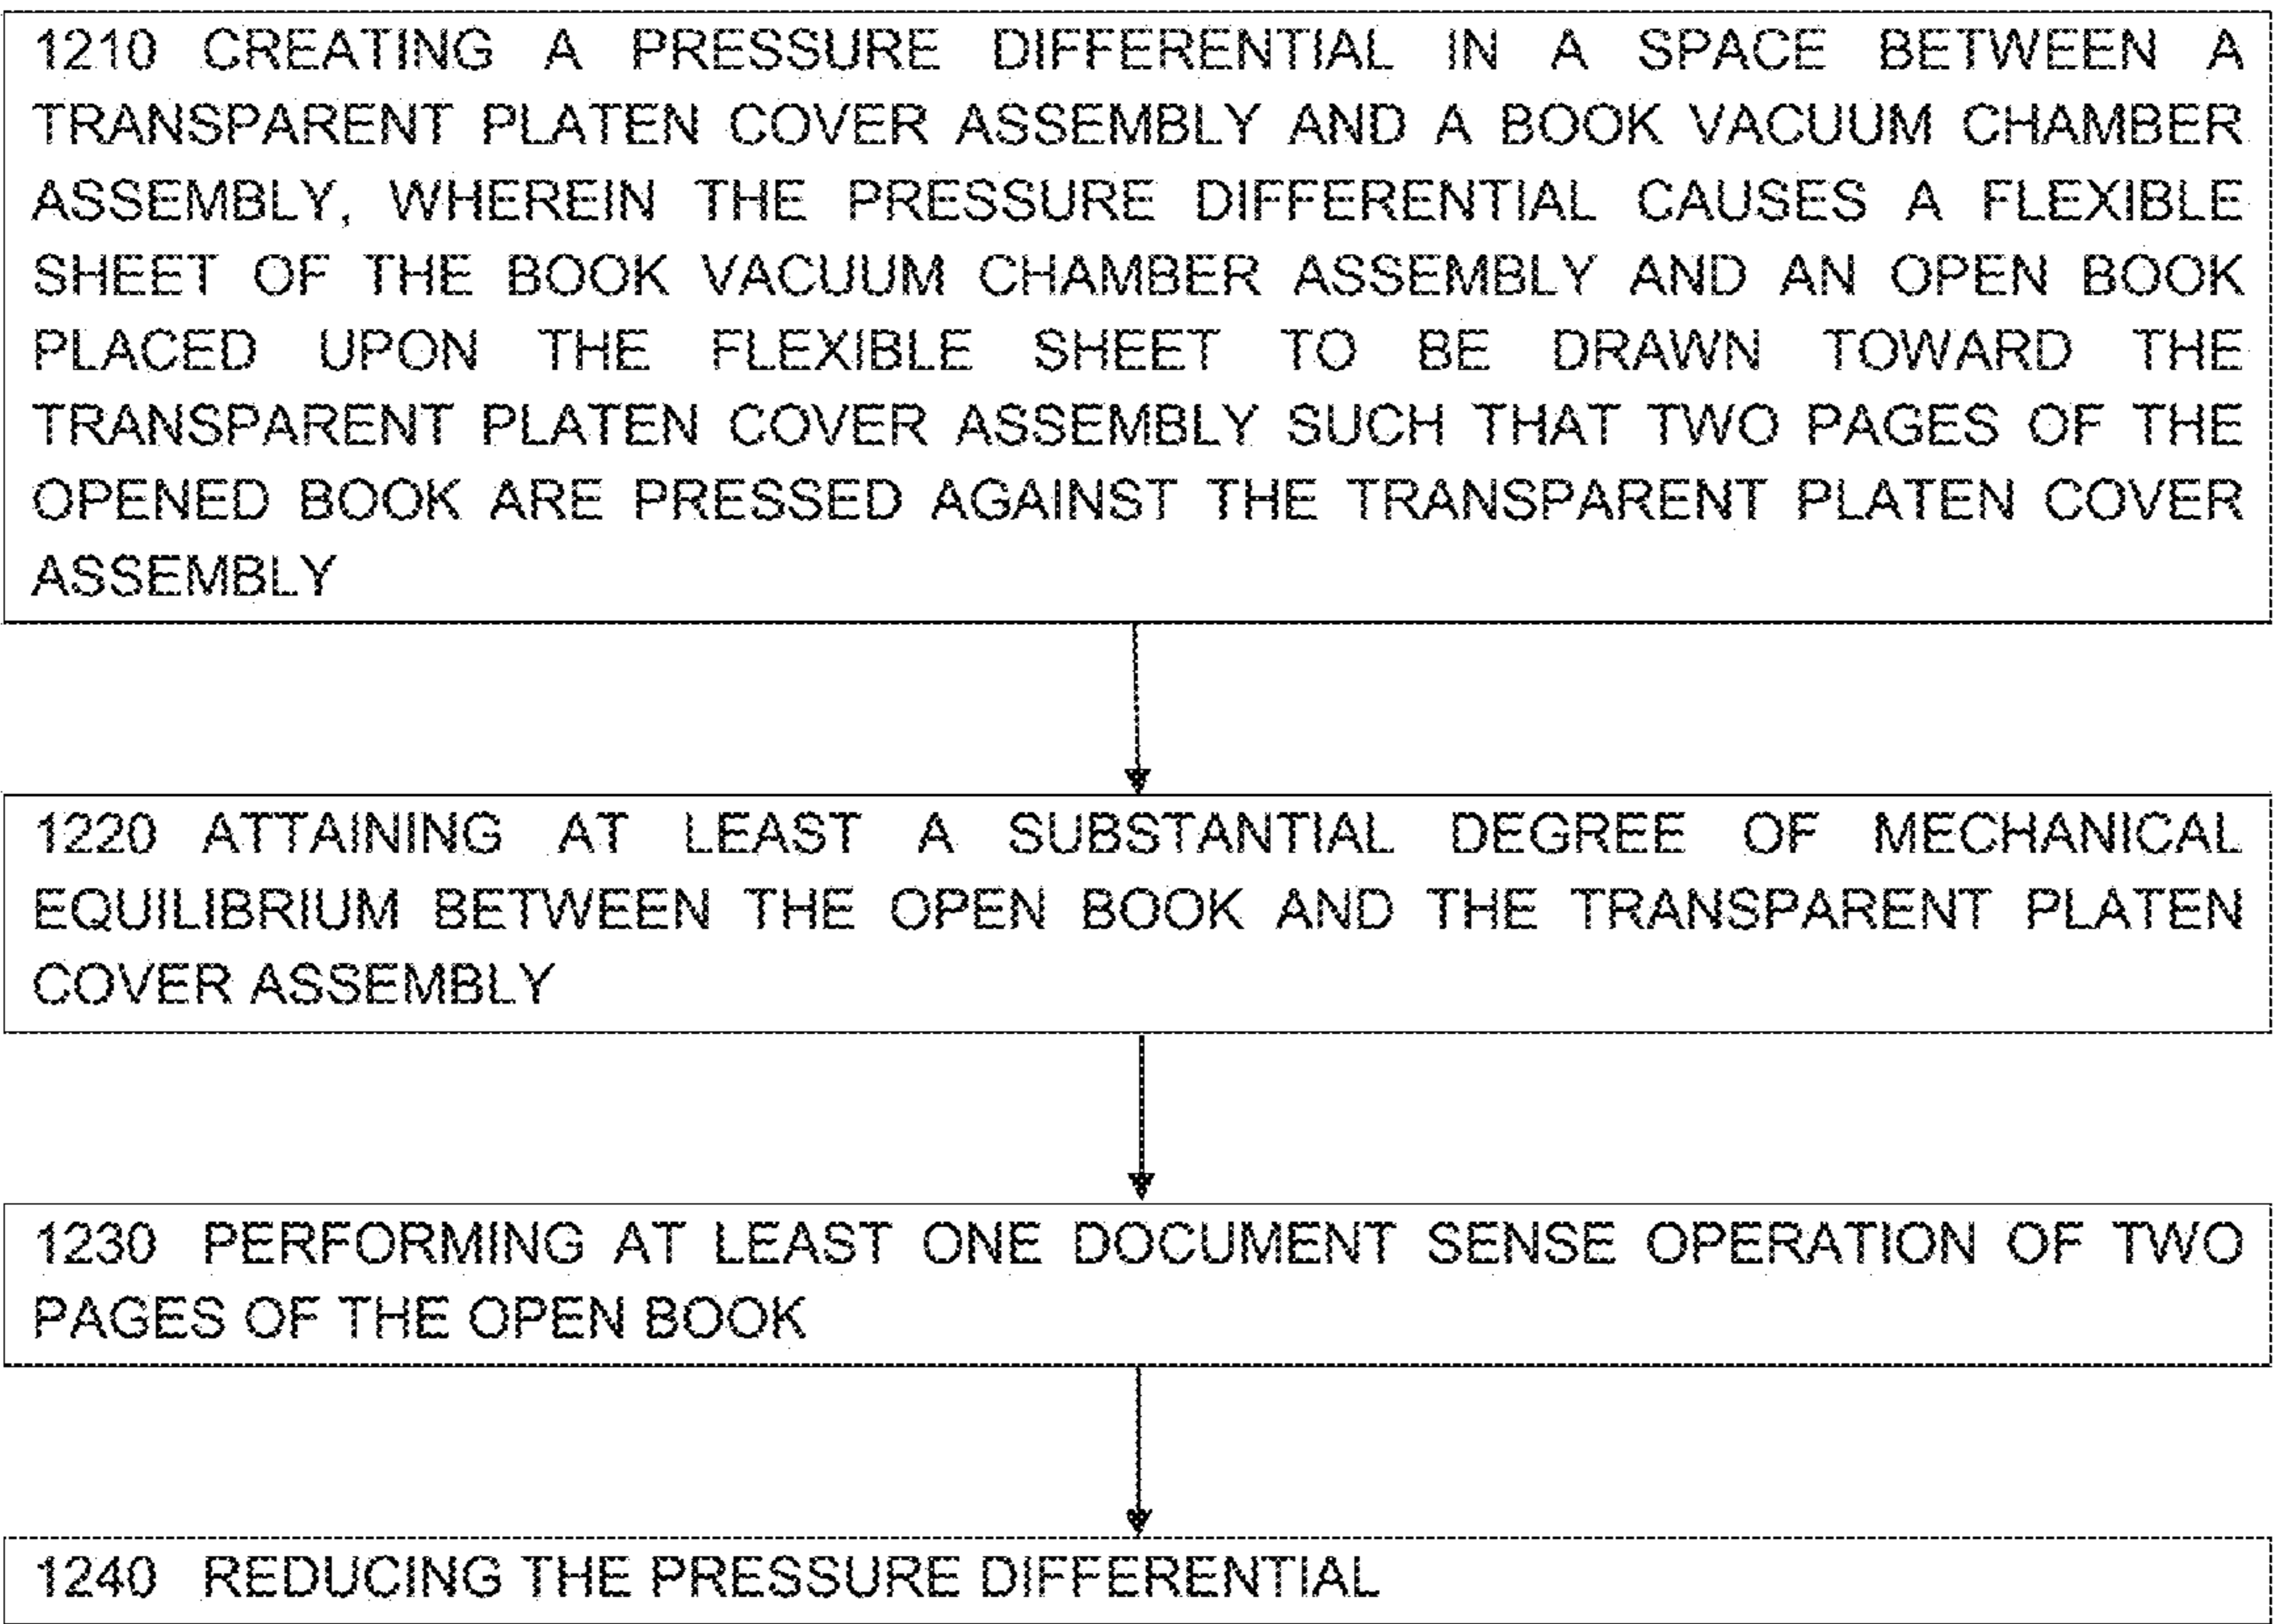 1210 CREATING A PRESSURE DIFFERENTIAL IN A SPACE BETWEEN A
TRANSPARENT PLATEN COVER ASSEMBLY AND A BOOK VACUUM CHAMBER
ASSEMBLY, WHEREIN THE PRESSURE DIFFERENTIAL CAUSES A FLEXIBLE
SHEET OF THE BOOK VACUUM CHAMBER ASSEMBLY AND AN OPEN BOOK
PLACED UPON THE FLEXIBLE SHEET TO BE DRAWN TOWARD THE
TRANSPARENT PLATEN COVER ASSEMBLY SUCH THAT TWO PAGES OF THE
OPENED BOOK ARE PRESSED AGAINST THE TRANSPARENT PLATEN COVER
ASSEMBLY
1220 ATTAINING AT LEAST A SUBSTANTIAL DEGREE OF MECHANICAL
EQUILIBRIUM BETWEEN THE OPEN BOOK AND THE TRANSPARENT PLATEN
COVER ASSEMBLY
1230 PERFORMING AT LEAST ONE DOCUMENT SENSE OPERATION OF TWO
PAGES OF THE OPEN BOOK
1240 REDUCING THE PRESSURE DIFFERENTIAL